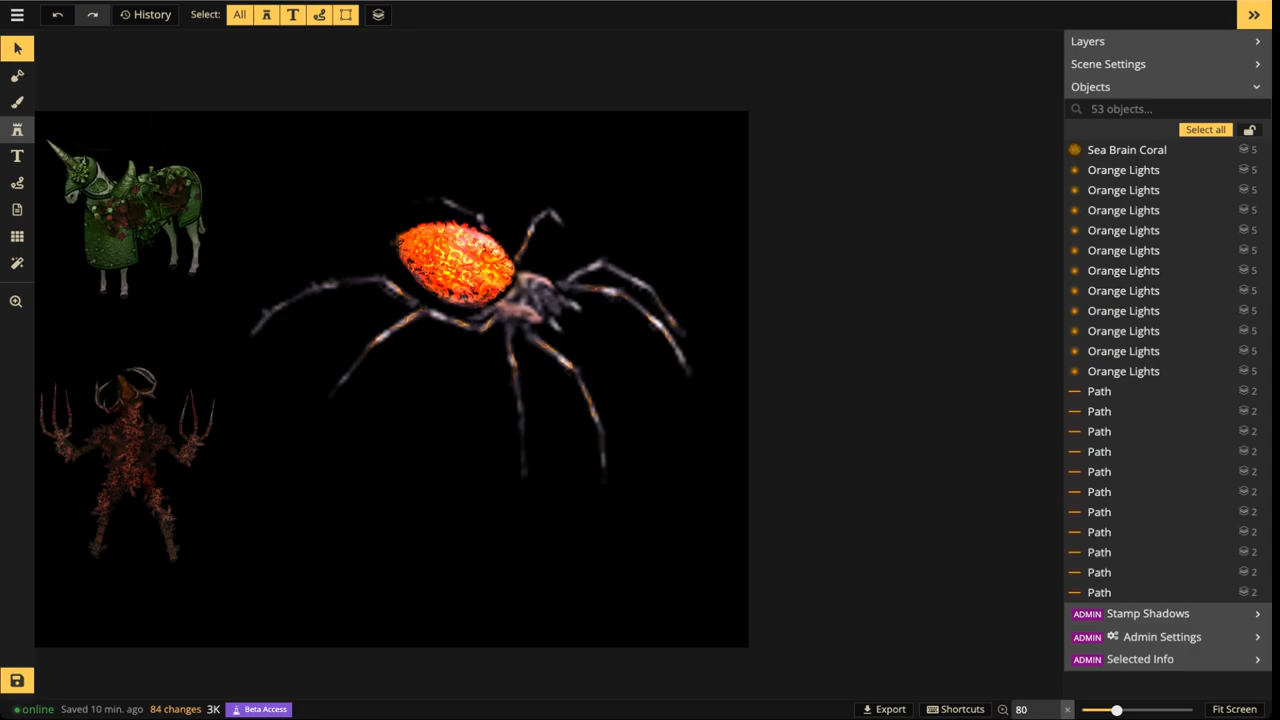 History
Select:
All
T
Layers
Scene Settings
Objects
53 objects...
Select all
T
Sea Brain Coral 5
Orange Lights 5
Orange Lights 5
Orange Lights 5
Orange Lights 5
Orange Lights 5
Orange Lights 5
Orange Lights 5
Orange Lights 5
Orange Lights 5
Orange Lights 5
Orange Lights 5
Path 2
Path 2
Path 2
Path 2
Path 2
Path 2
Path 2
Path 2
Path 2
Path 2
Path 2
ADMIN Stamp Shadows
ADMIN Admin Settings
ADMIN Selected Info
online Saved 10 min. ago 84 changes 3K Beta Access
Export Shortcuts 80 × Fit Screen